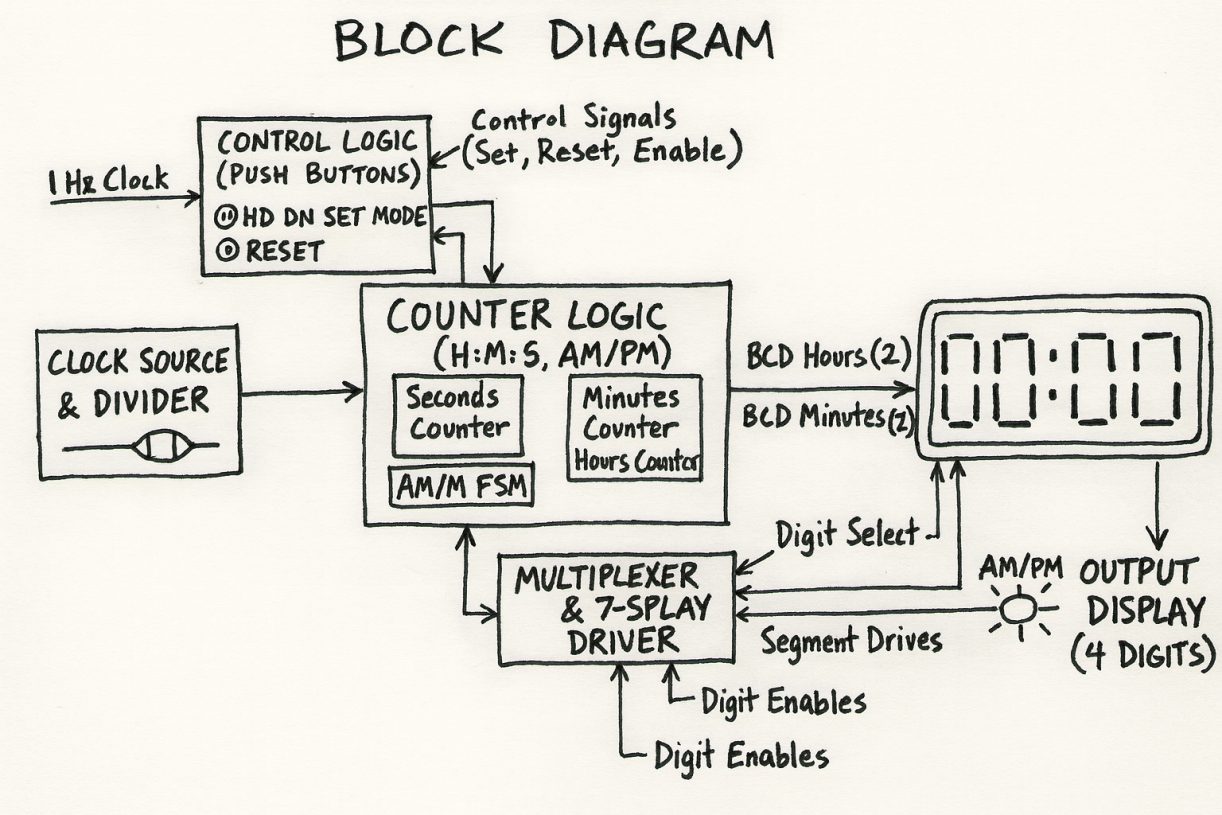 BLOCK DIAGRAM
Control Signals
(Set, Reset, Enable)
1 Hz Clock
CONTROL LOGIC
(PUSH BUTTONS)
HD DN SET MODE
RESET
CLOCK SOURCE
& DIVIDER
COUNTER LOGIC
(H:M:S, AM/PM)
Seconds
Counter
AM/M FSM
Minutes
Counter
Hours Counter
BCD Hours (2)
BCD Minutes (2)
00:00
Digit Select
MULTIPLEXER
& 7-SPLAY
DRIVER
Segment Drives
AM/PM
OUTPUT
DISPLAY
(4 DIGITS)
Digit Enables
Digit Enables